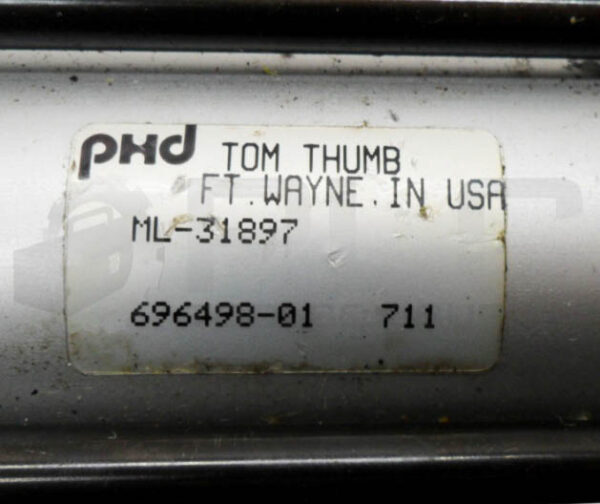 PHD TOM THUMB
FT.WAYNE.IN USA
ML-31897
696498-01 711